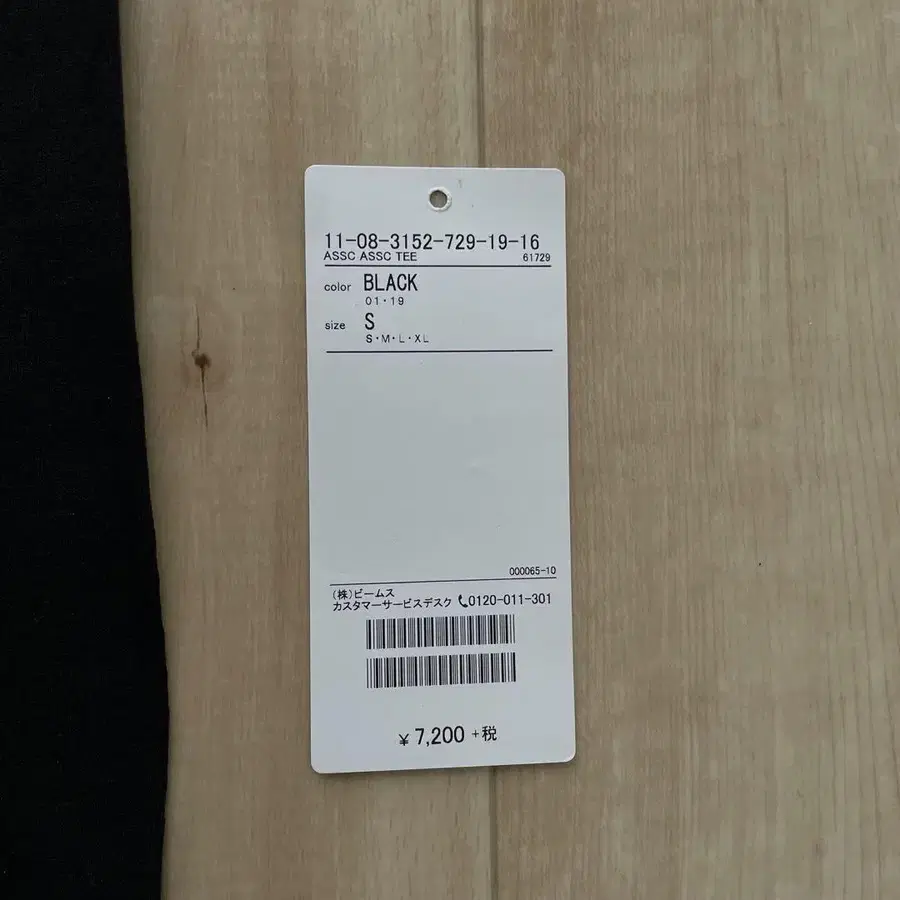 11-08-3152-729-19-16
ASSC ASSC TEE 61729
color BLACK
01・19
size S
S・M・L・XL
000065-10
(株)ビームス
カスタマーサービスデスク 0120-011-301
¥ 7,200 +税